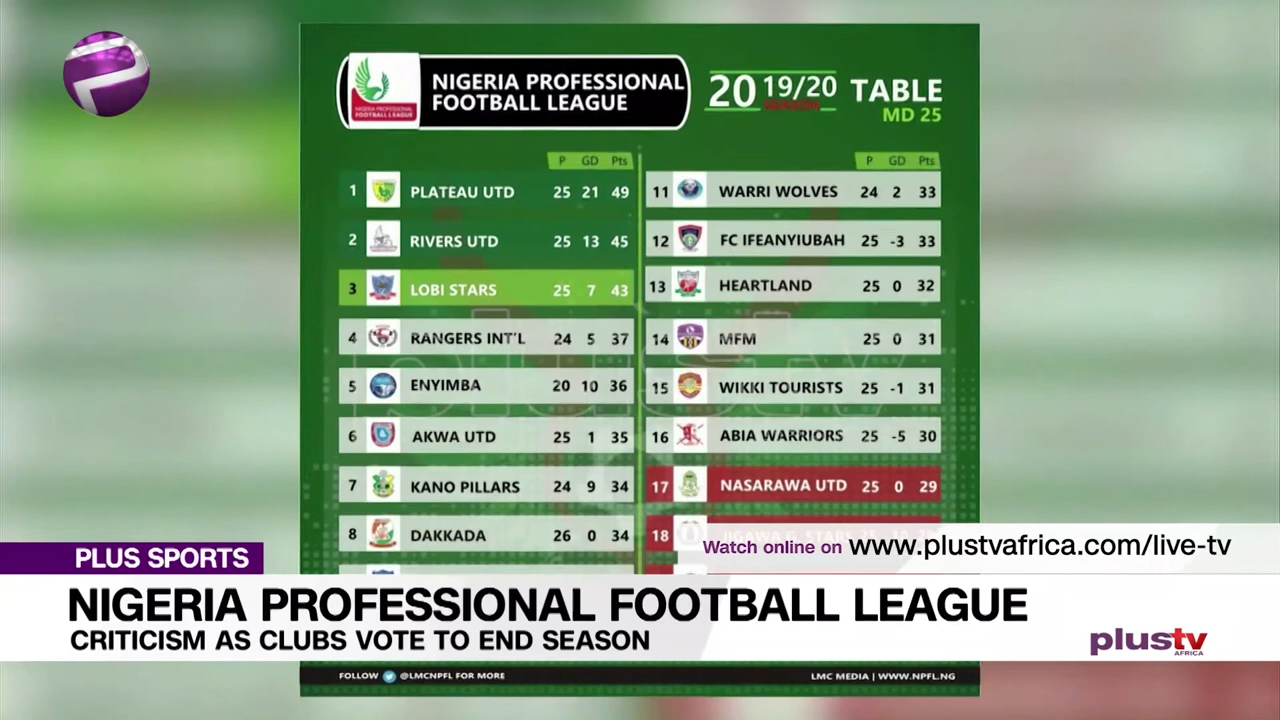 NIGERIA PROFESSIONAL
FOOTBALL LEAGUE
NIGERIA PROFESSIONAL
FOOTBALL LEAGUE
2019/20 TABLE
SEASON
MD 25
P GD Pts
1 PLATEAU UTD 25 21 49
2 RIVERS UTD 25 13 45
3 LOBI STARS 25 7 43
4 RANGERS INT'L 24 5 37
5 ENYIMBA 20 10 36
6 AKWA UTD 25 1 35
7 KANO PILLARS 24 9 34
8 DAKKADA 26 0 34
P GD Pts
11 WARRI WOLVES 24 2 33
12 FC IFEANYIUBAH 25 -3 33
13 HEARTLAND 25 0 32
14 MFM 25 0 31
15 WIKKI TOURISTS 25 -1 31
16 ABIA WARRIORS 25 -5 30
17 NASARAWA UTD 25 0 29
18
plustv
Watch online on www.plustvafrica.com/live-tv
PLUS SPORTS
NIGERIA PROFESSIONAL FOOTBALL LEAGUE
CRITICISM AS CLUBS VOTE TO END SEASON
plustv
AFRICA
FOLLOW @LMCNPFL FOR MORE
LMC MEDIA | WWW.NPFL.NG